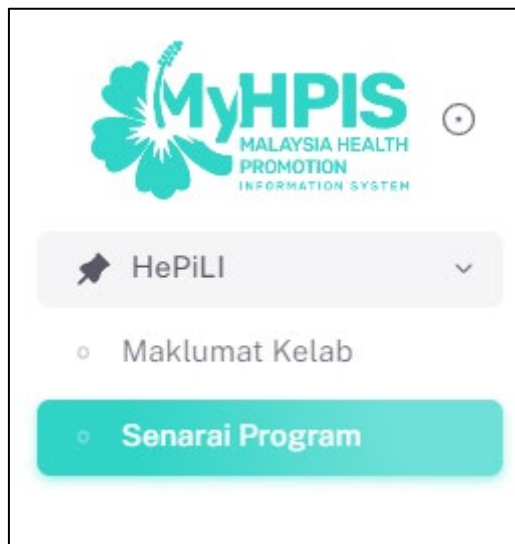 MyHPIS
MALAYSIA HEALTH
PROMOTION
INFORMATION SYSTEM
HePiLI
Maklumat Kelab
Senarai Program